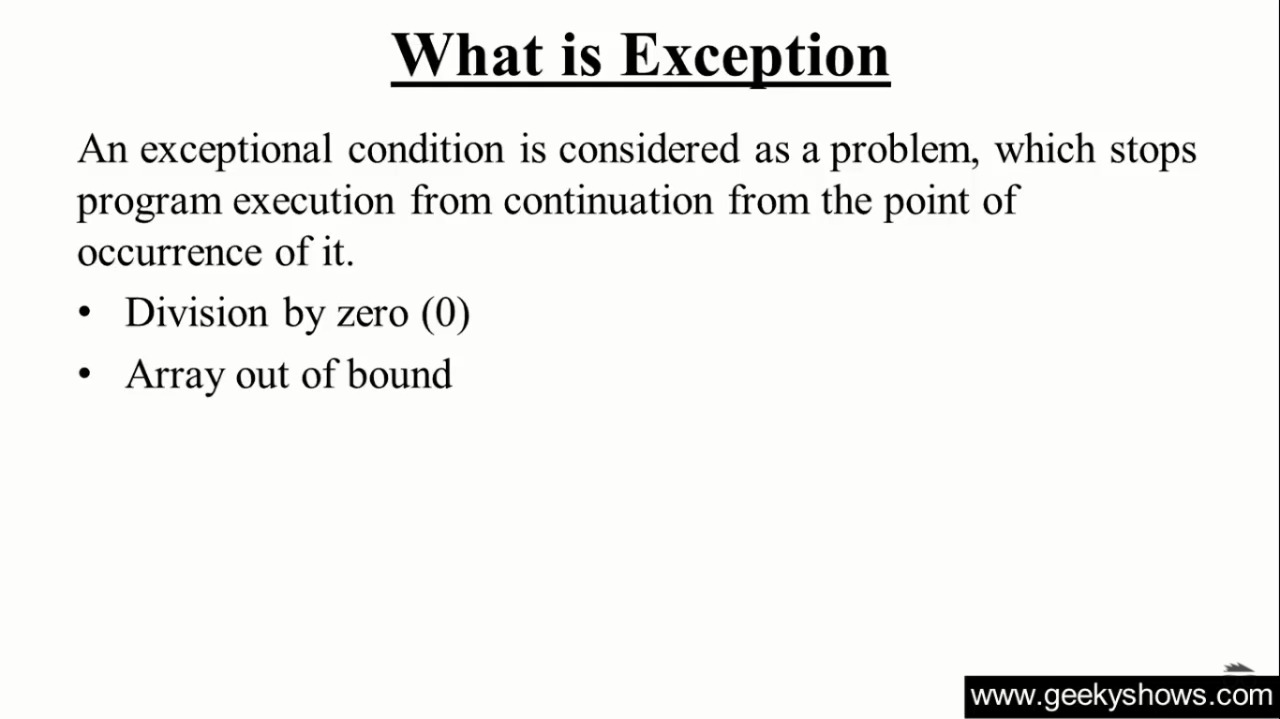 What is Exception
An exceptional condition is considered as a problem, which stops
program execution from continuation from the point of
occurrence of it.
• Division by zero (0)
• Array out of bound
www.geekyshows.com